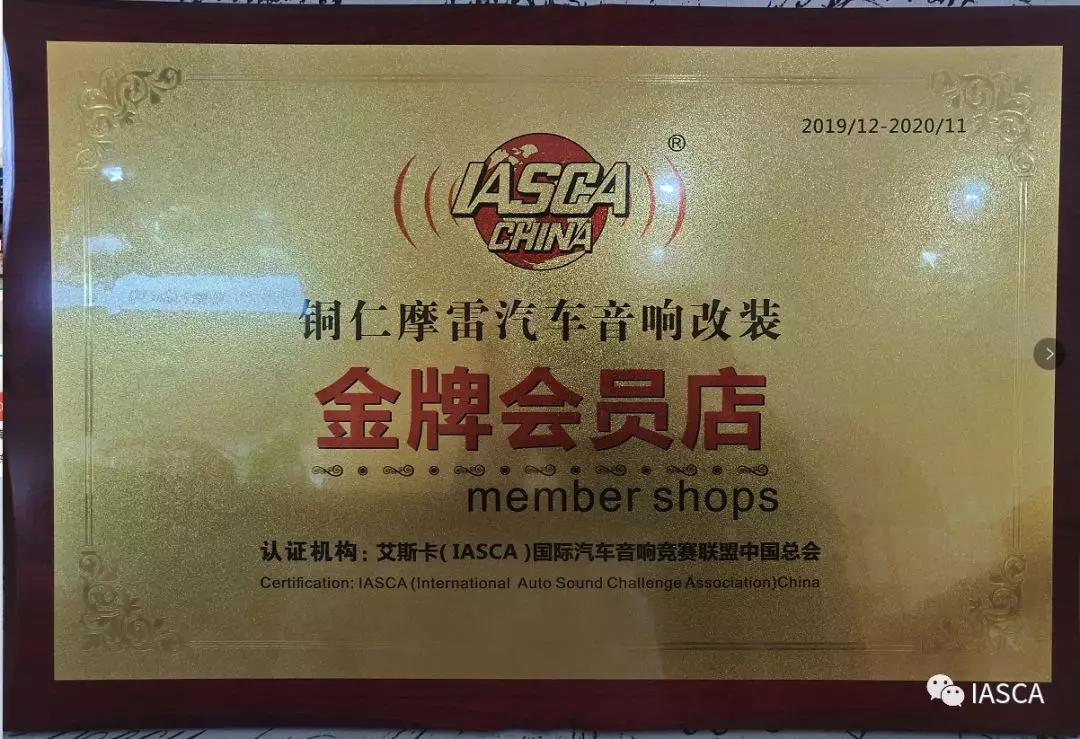 2019/12-2020/11
®
IASCA
CHINA
铜仁摩雷汽车音响改装
金牌会员店
member shops
认证机构：艾斯卡( IASCA )国际汽车音响竞赛联盟中国总会
Certification: IASCA (International Auto Sound Challenge Association)China
IASCA